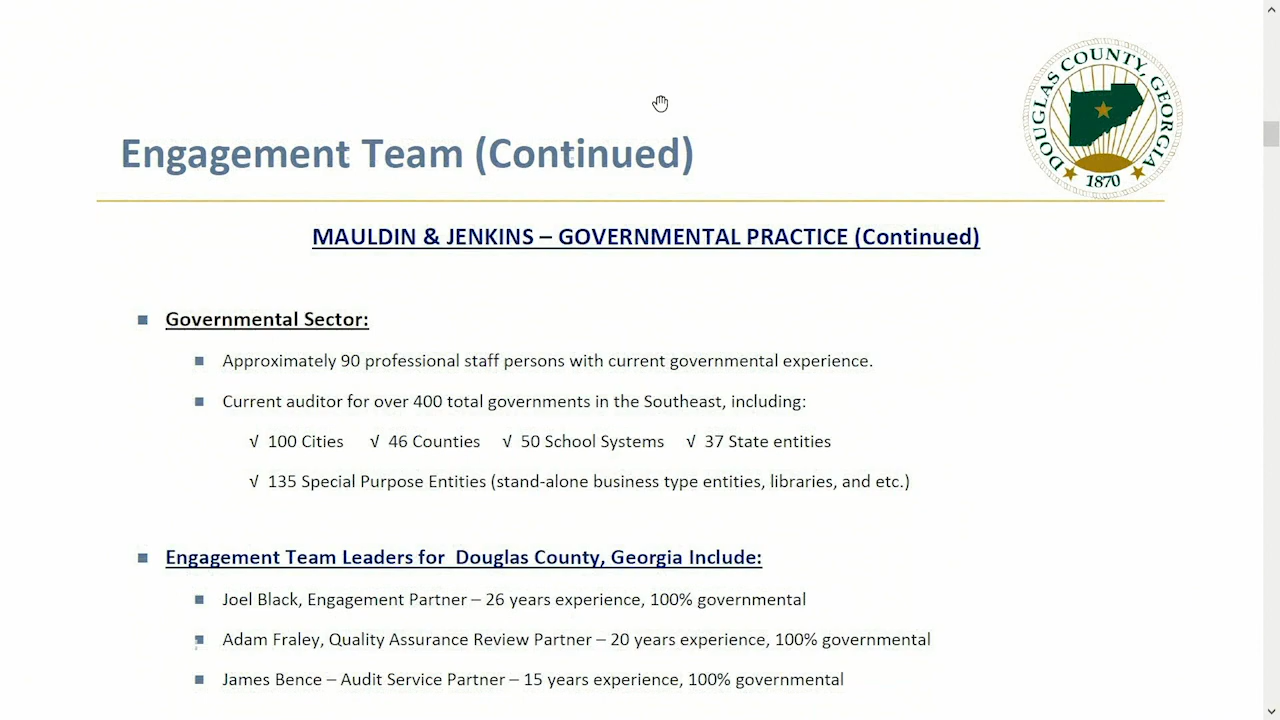 DOUGLAS COUNTY, GEORGIA
1870
Engagement Team (Continued)
MAULDIN & JENKINS – GOVERNMENTAL PRACTICE (Continued)
Governmental Sector:
Approximately 90 professional staff persons with current governmental experience.
Current auditor for over 400 total governments in the Southeast, including:
√ 100 Cities √ 46 Counties √ 50 School Systems √ 37 State entities
√ 135 Special Purpose Entities (stand-alone business type entities, libraries, and etc.)
Engagement Team Leaders for Douglas County, Georgia Include:
Joel Black, Engagement Partner – 26 years experience, 100% governmental
Adam Fraley, Quality Assurance Review Partner – 20 years experience, 100% governmental
James Bence – Audit Service Partner – 15 years experience, 100% governmental